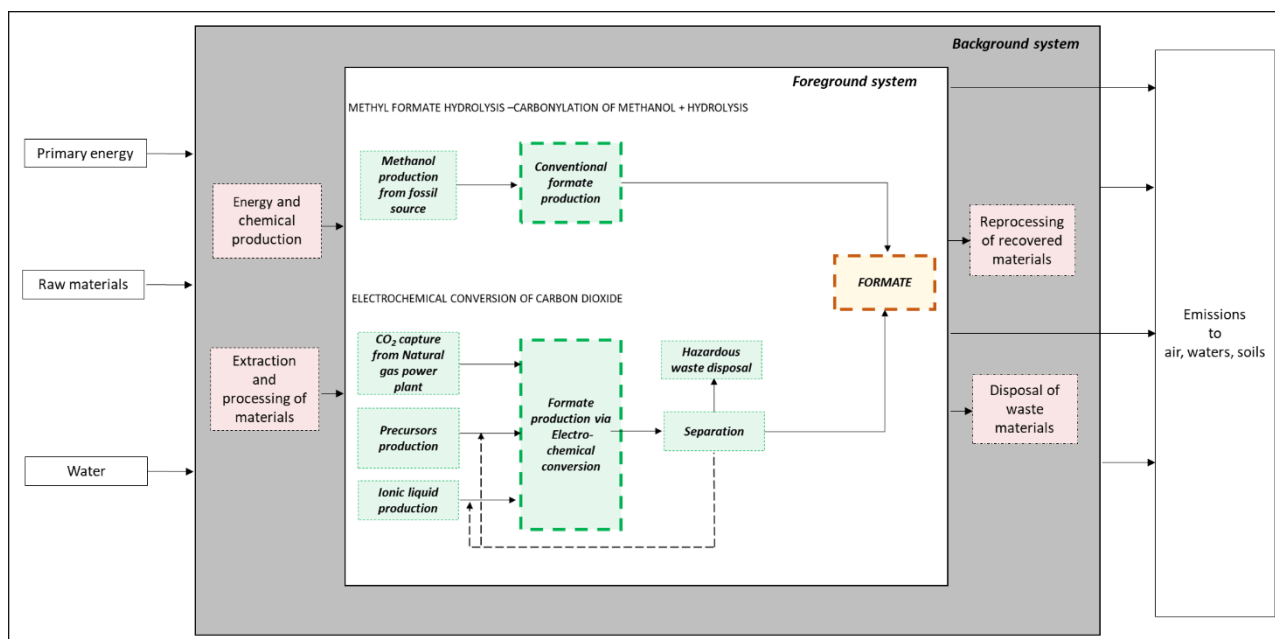 Background system
Foreground system
METHYL FORMATE HYDROLYSIS –CARBONYLATION OF METHANOL + HYDROLYSIS
Primary energy
Methanol
production
from fossil
source
Conventional
formate
production
Energy and
chemical
production
Reprocessing
of recovered
materials
FORMATE
Raw materials
ELECTROCHEMICAL CONVERSION OF CARBON DIOXIDE
Emissions
to
air, waters, soils
CO₂ capture
from Natural
gas power
plant
Hazardous
waste disposal
Extraction
and
processing of
materials
Formate
production via
Electro-
chemical
conversion
Disposal of
waste
materials
Precursors
production
Separation
Water
Ionic liquid
production